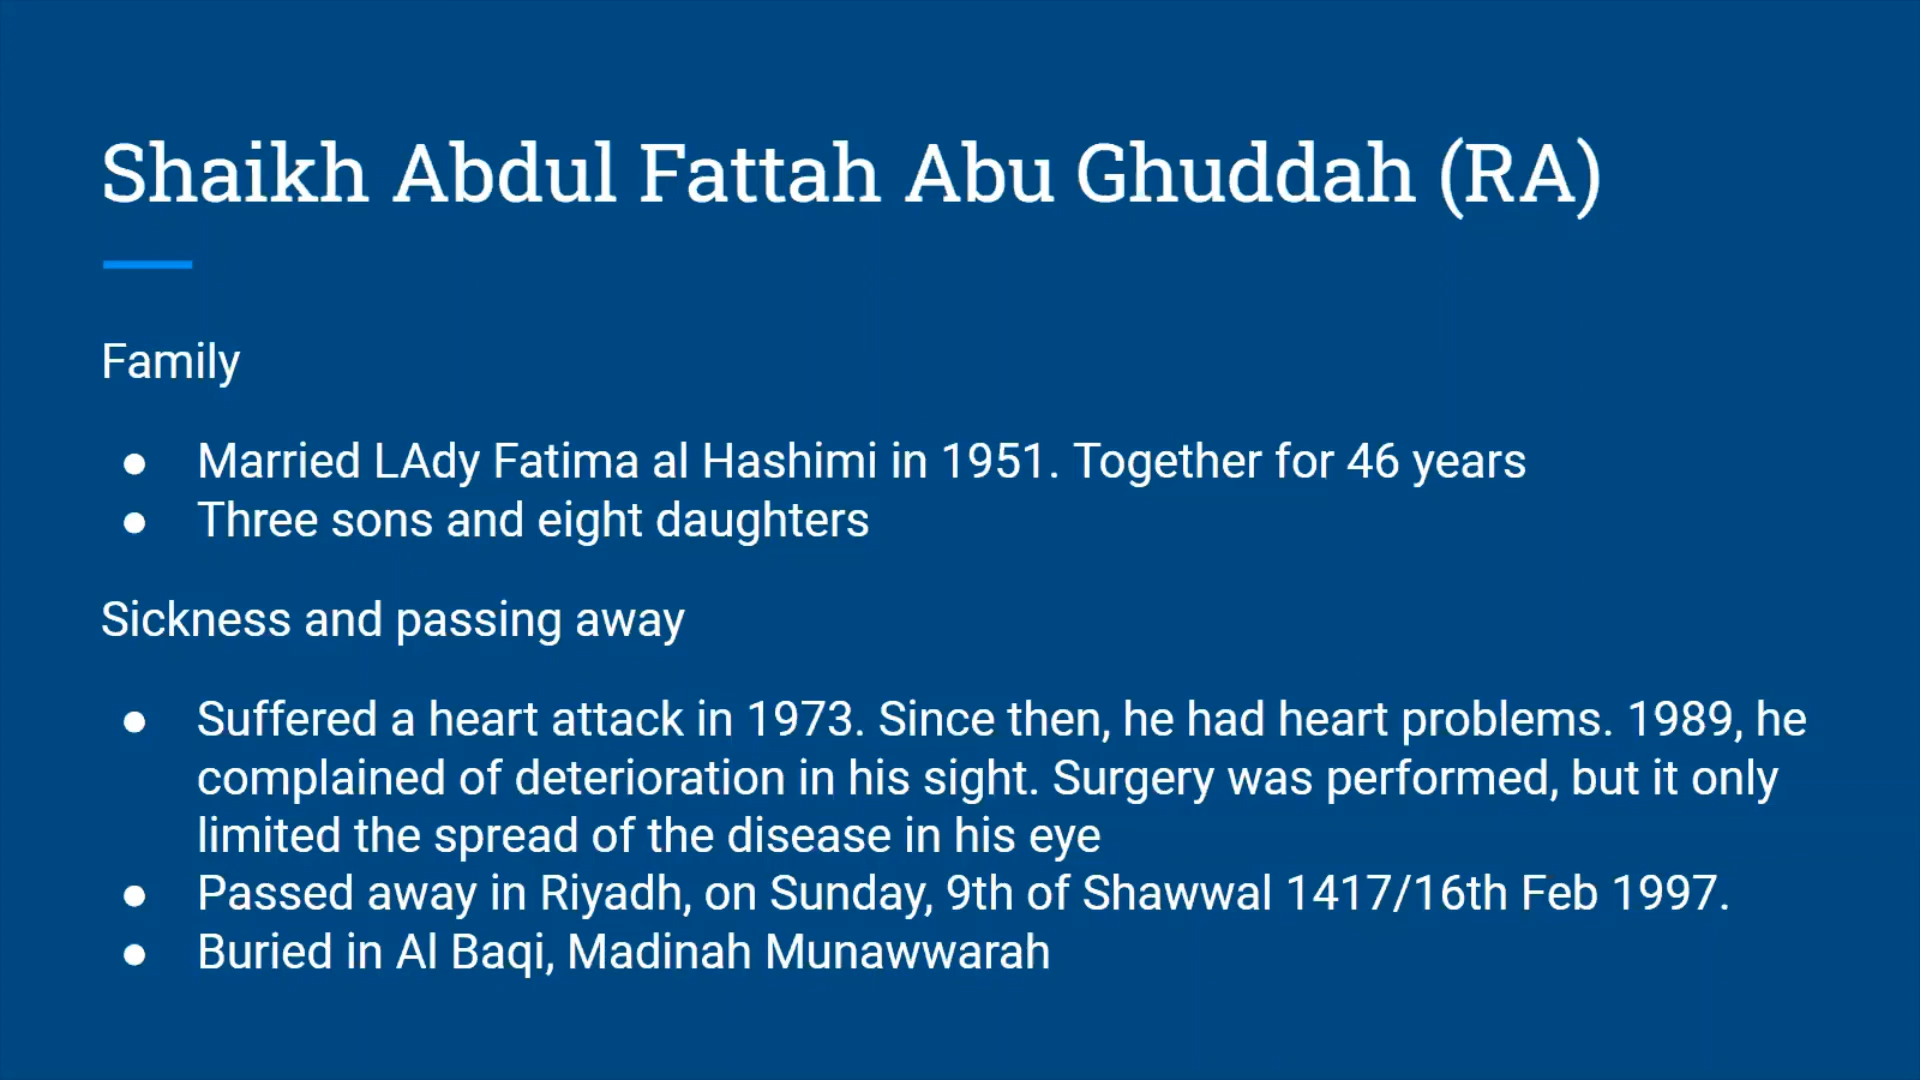 Shaikh Abdul Fattah Abu Ghuddah (RA)
Family
● Married LAdy Fatima al Hashimi in 1951. Together for 46 years
● Three sons and eight daughters
Sickness and passing away
● Suffered a heart attack in 1973. Since then, he had heart problems. 1989, he
complained of deterioration in his sight. Surgery was performed, but it only
limited the spread of the disease in his eye
● Passed away in Riyadh, on Sunday, 9th of Shawwal 1417/16th Feb 1997.
● Buried in Al Baqi, Madinah Munawwarah